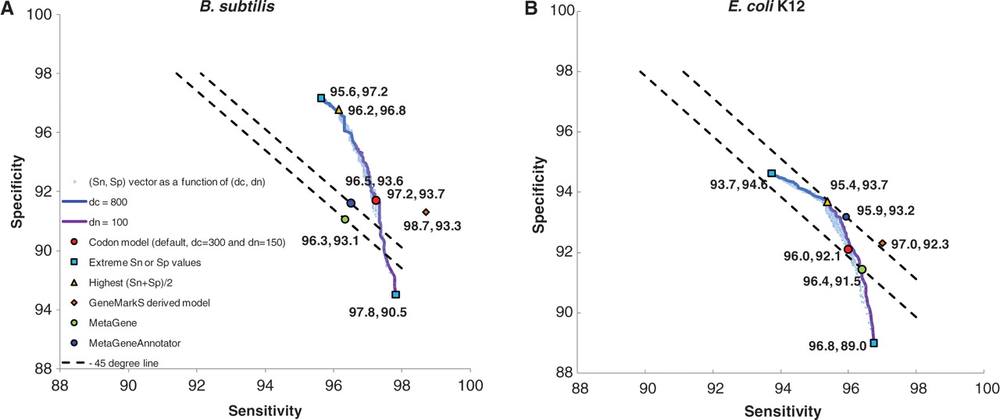 A
B. subtilis
100
98
96
92
90
94
88
Specificity
95.6,97.2
96.2,96.8
96.5,93.6
97.2,93.7
98.7,93.3
96.3,93.1
97.8,90.5
(Sn, Sp) vector as a function of (dc, dn)
dc = 800
dn = 100
Codon model (default, dc=300 and dn=150)
Extreme Sn or Sp values
Highest (Sn+Sp)/2
GeneMarkS derived model
MetaGene
MetaGeneAnnotator
- 45 degree line
88 90 92 94 96 98 100
Sensitivity
B
E. coli K12
100
98
96
94
92
90
88
Specificity
93.7,94.6
95.4,93.7
95.9,93.2
97.0,92.3
96.0,92.1
96.4,91.5
96.8,89.0
88 90 92 94 96 98 100
Sensitivity